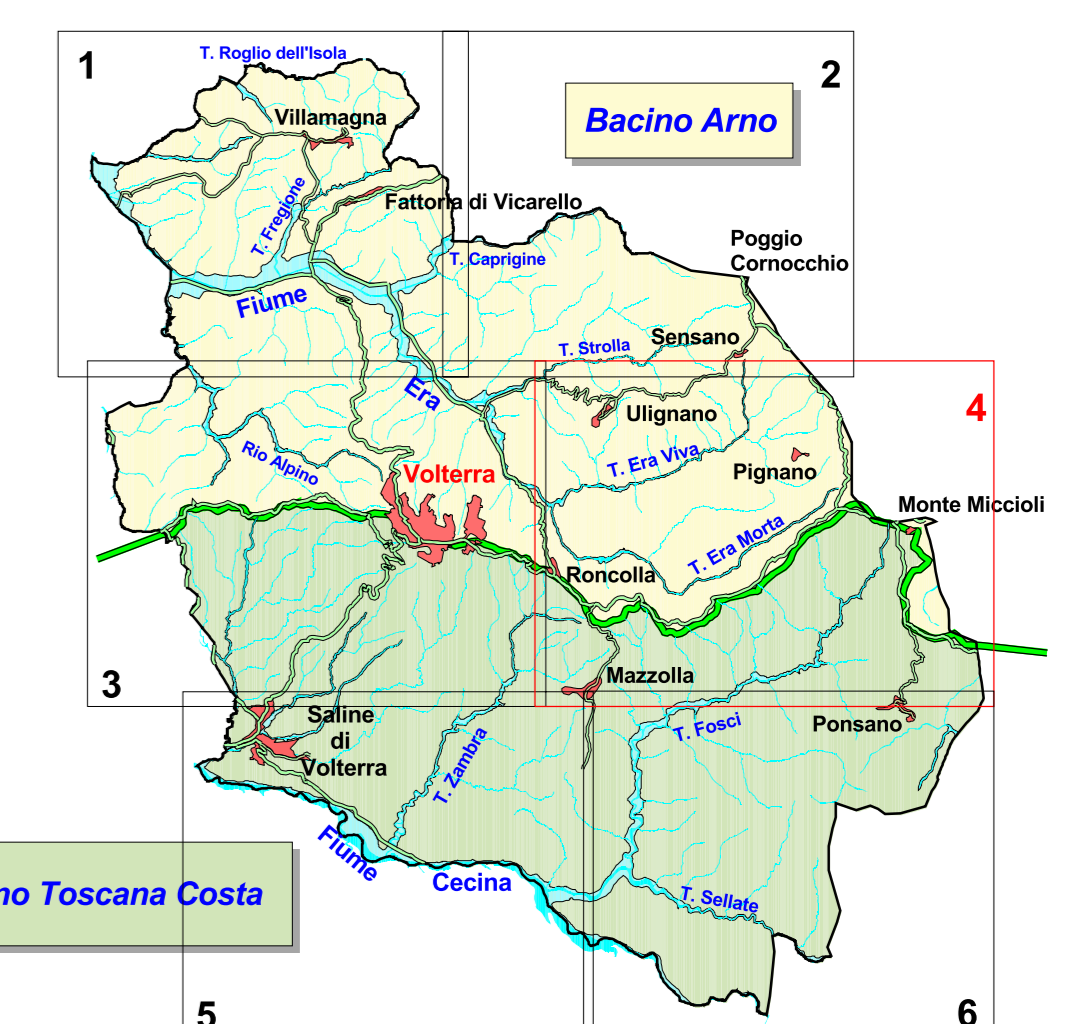 T. Roglio dell'Isola
1
2
Villamagna
Bacino Arno
T. Fregione
Fattoria di Vicarello
Poggio
Cornocchio
T. Caprigine
Fiume
Sensano
T. Strolla
Era
4
Ulignano
T. Era Viva
Rio Alpino
Volterra
Pignano
Monte Miccioli
T. Era Morta
Roncolla
3
Mazzolla
Saline
di
Volterra
T. Fosci
Ponsano
T. Zambra
Fiume
Cecina
no Toscana Costa
T. Sellate
5
6